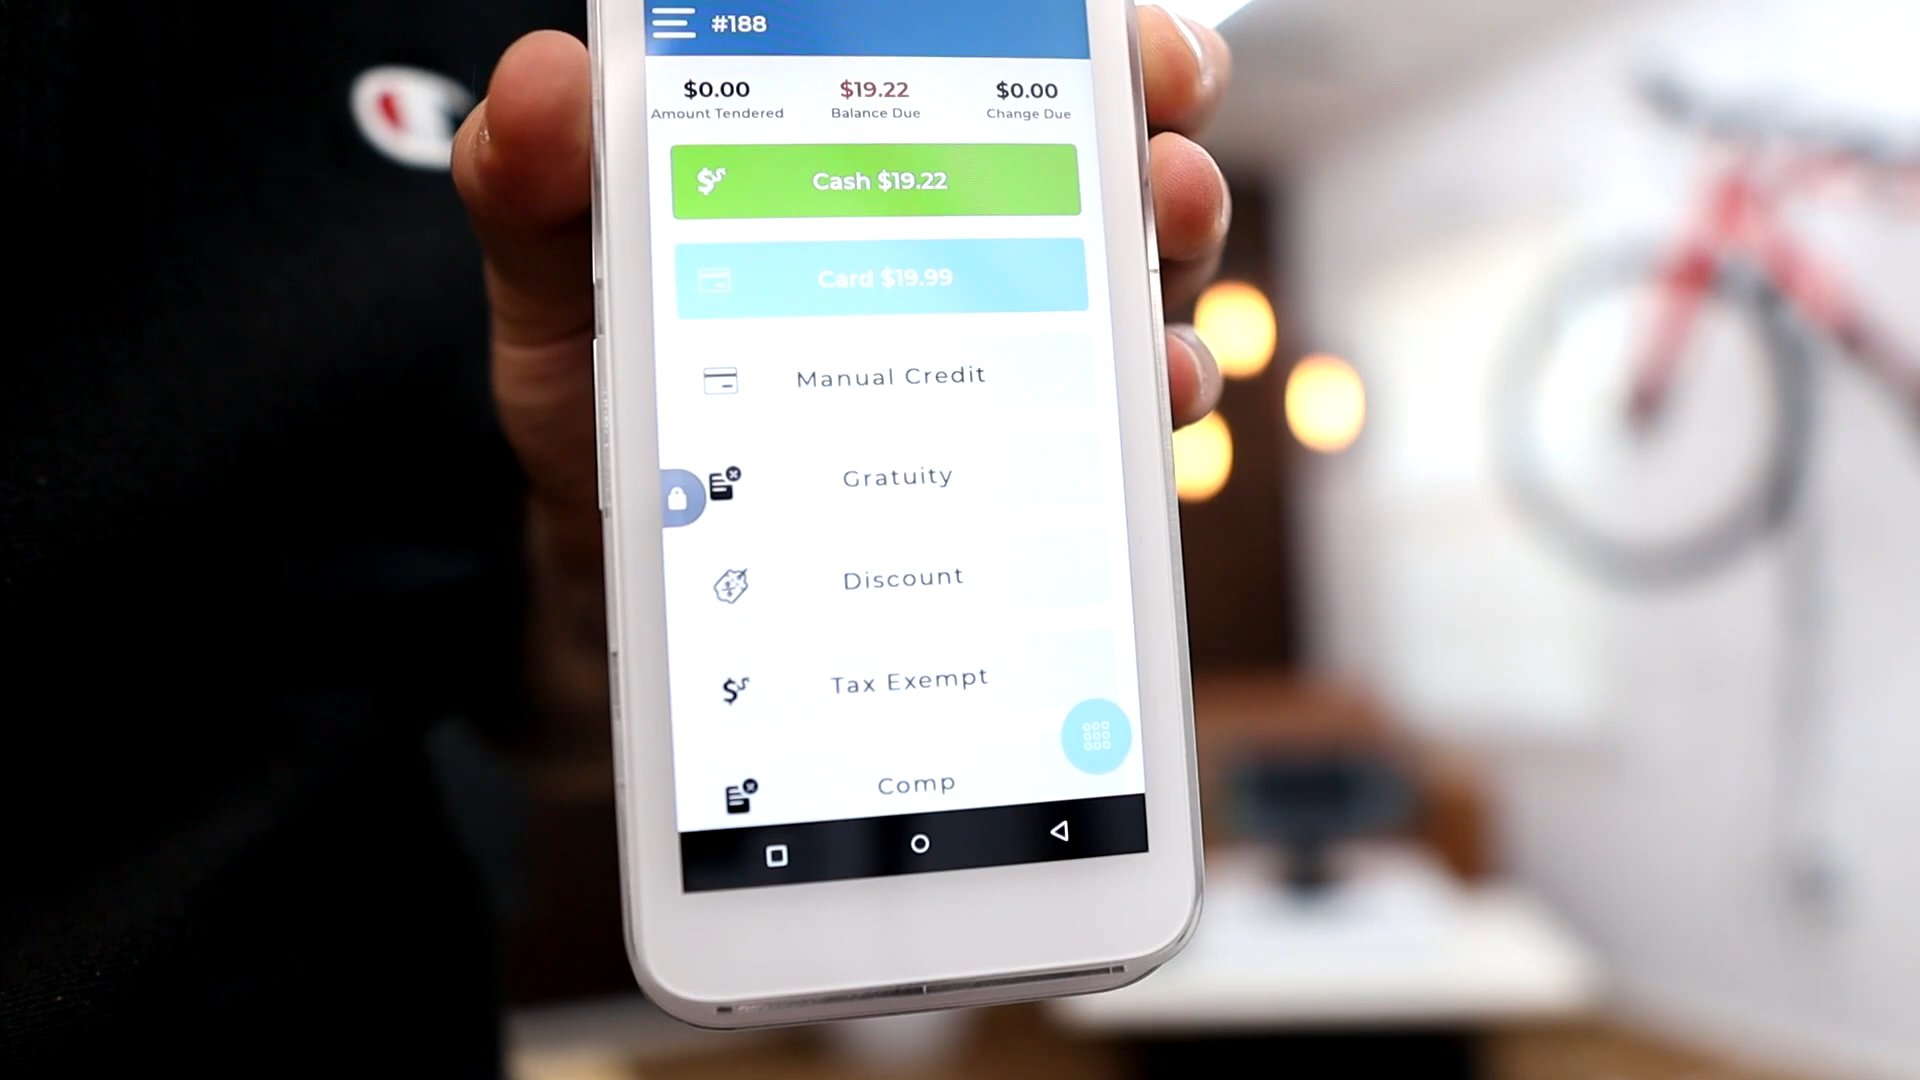 #188
$0.00 $19.22 $0.00
Amount Tendered Balance Due Change Due
Cash $19.22
Card $19.99
Manual Credit
Gratuity
Discount
Tax Exempt
Comp